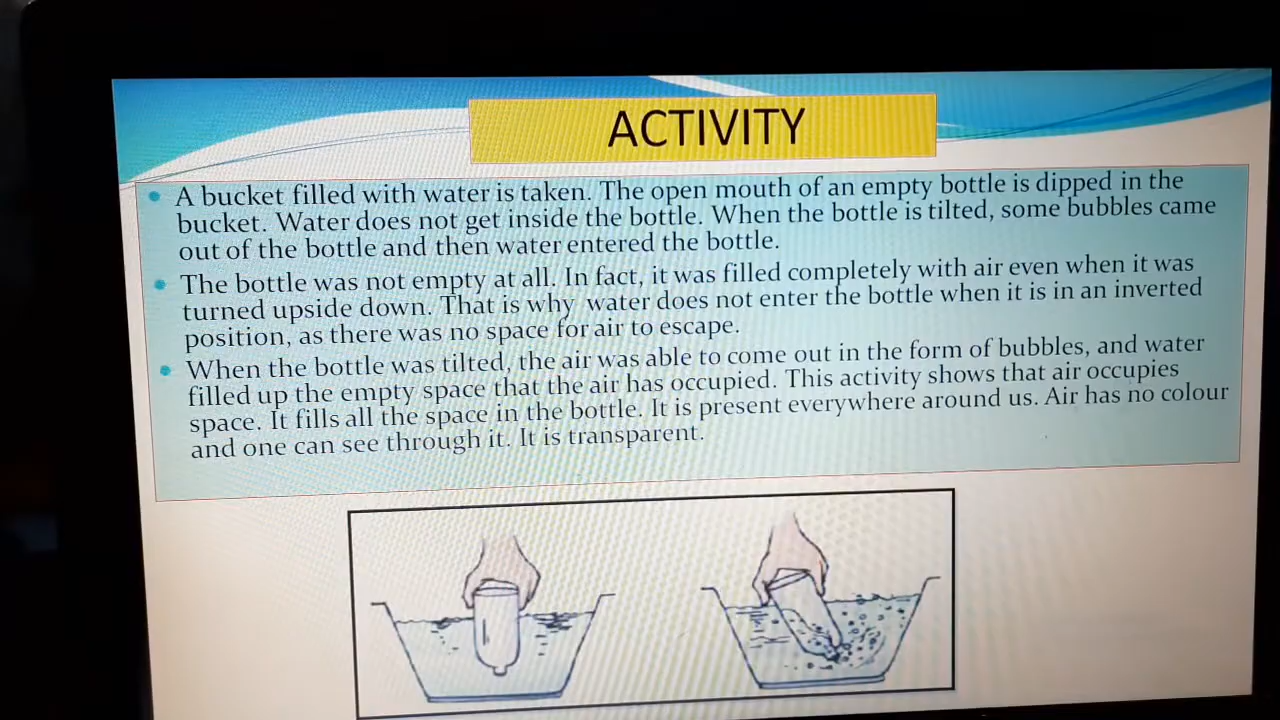 ACTIVITY
A bucket filled with water is taken. The open mouth of an empty bottle is dipped in the
bucket. Water does not get inside the bottle. When the bottle is tilted, some bubbles came
out of the bottle and then water entered the bottle.
The bottle was not empty at all. In fact, it was filled completely with air even when it was
turned upside down. That is why water does not enter the bottle when it is in an inverted
position, as there was no space for air to escape.
When the bottle was tilted, the air was able to come out in the form of bubbles, and water
filled up the empty space that the air has occupied. This activity shows that air occupies
space. It fills all the space in the bottle. It is present everywhere around us. Air has no colour
and one can see through it. It is transparent.